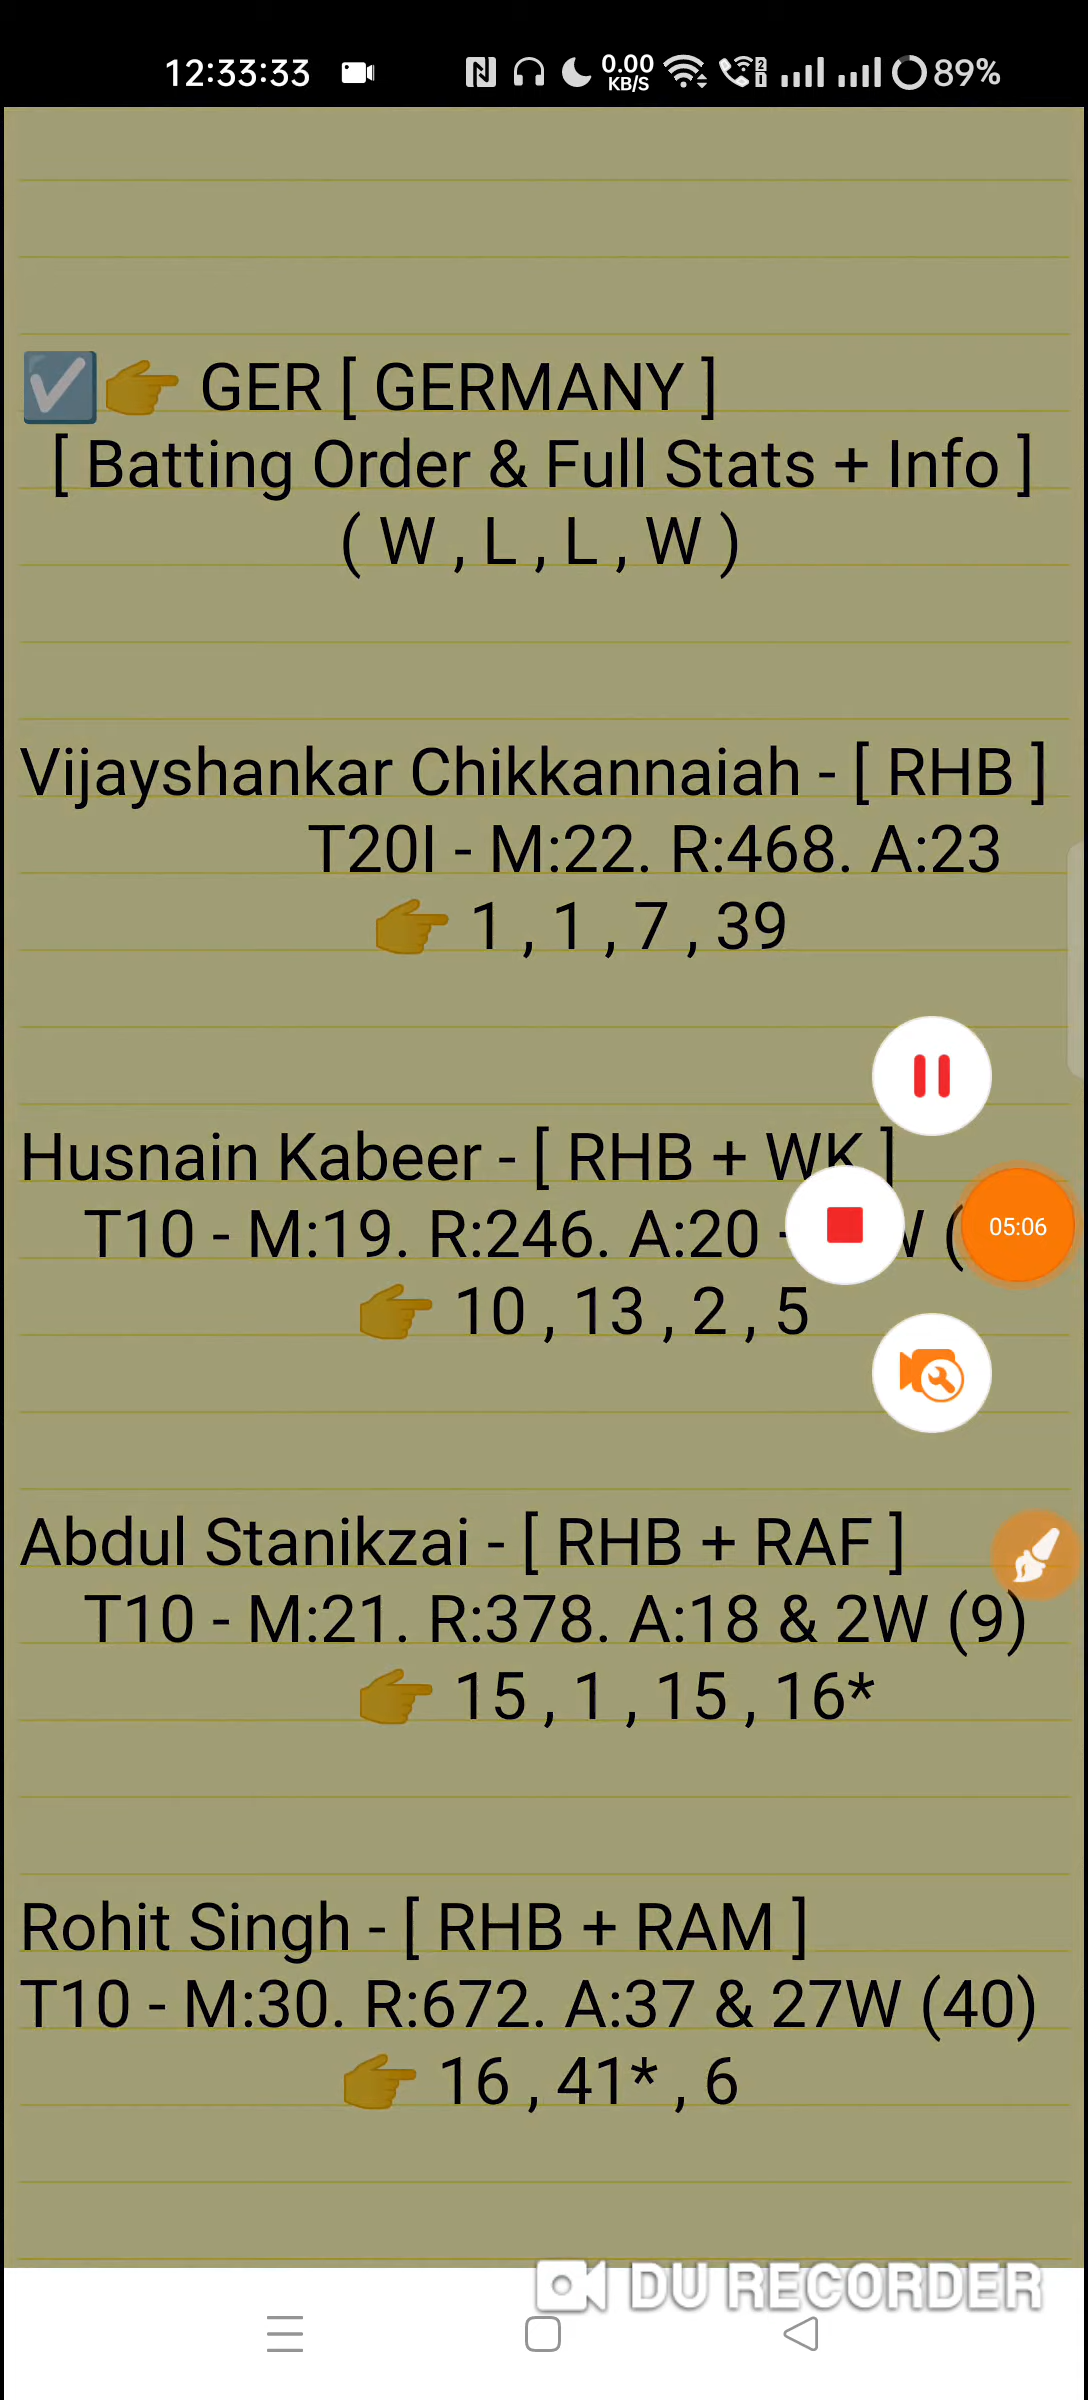 12:33:33 0.00 KB/S 2 1 89%
☑️👉 GER [ GERMANY ]
[ Batting Order & Full Stats + Info ]
( W , L , L , W )
Vijayshankar Chikkannaiah - [ RHB ]
T20I - M:22. R:468. A:23
👉 1 , 1 , 7 , 39
Husnain Kabeer - [ RHB + WK ]
T10 - M:19. R:246. A:20
05:06
👉 10 , 13 , 2 , 5
Abdul Stanikzai - [ RHB + RAF ]
T10 - M:21. R:378. A:18 & 2W (9)
👉 15 , 1 , 15 , 16*
Rohit Singh - [ RHB + RAM ]
T10 - M:30. R:672. A:37 & 27W (40)
👉 16 , 41* , 6
DU RECORDER